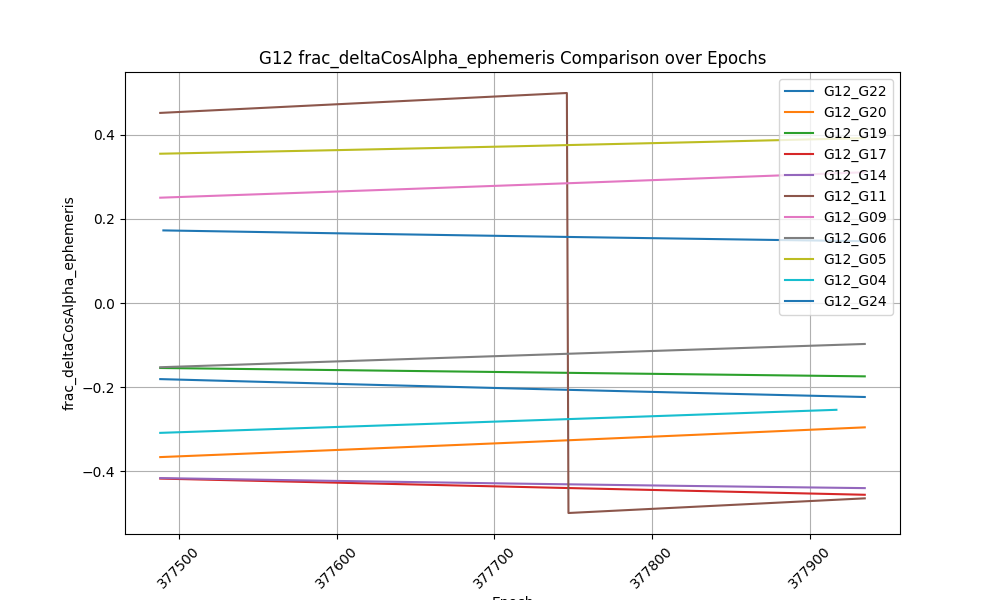 G12 frac_deltaCosAlpha_ephemeris Comparison over Epochs
frac_deltaCosAlpha_ephemeris
0.4
0.2
0.0
−0.2
−0.4
377500
377600
377700
377800
377900
Epoch
G12_G22
G12_G20
G12_G19
G12_G17
G12_G14
G12_G11
G12_G09
G12_G06
G12_G05
G12_G04
G12_G24